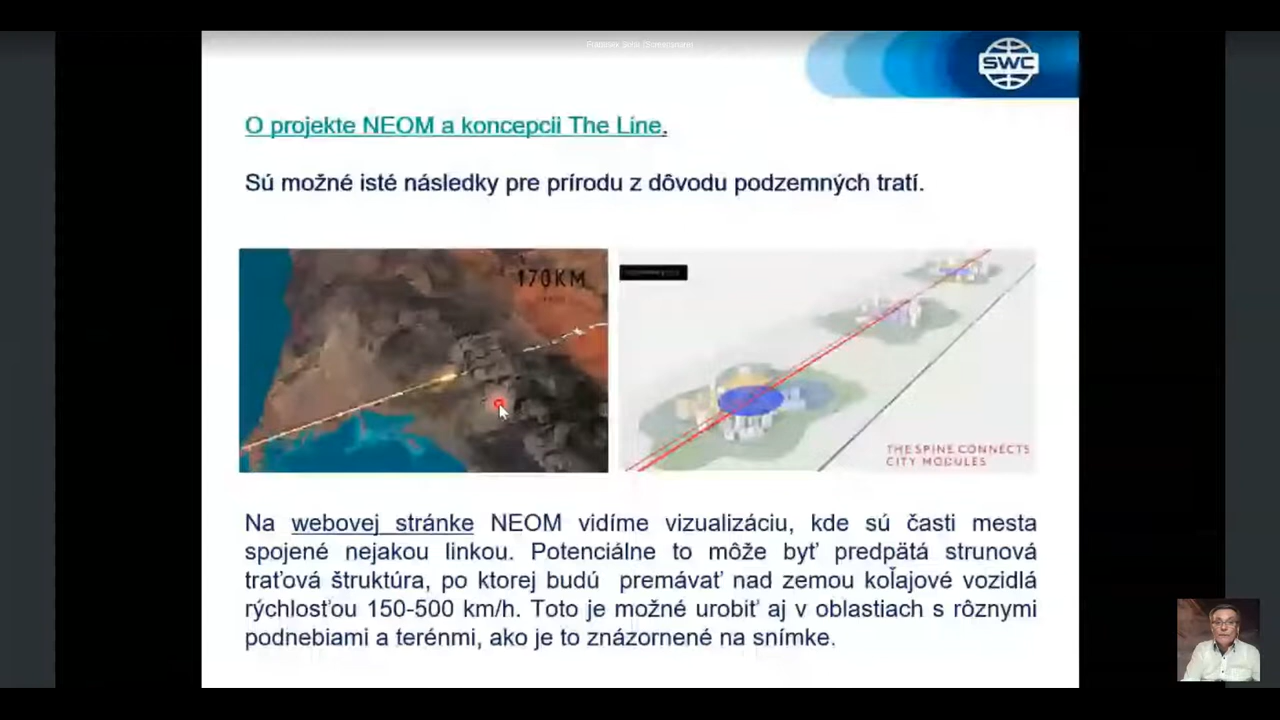 SWC
O projekte NEOM a koncepcii The Line.
Sú možné isté následky pre prírodu z dôvodu podzemných tratí.
170KM
THE SPINE CONNECTS
CITY MODULES
Na webovej stránke NEOM vidíme vizualizáciu, kde sú časti mesta
spojené nejakou linkou. Potenciálne to môže byť predpätá strunová
traťová štruktúra, po ktorej budú premávať nad zemou koľajové vozidlá
rýchlosťou 150-500 km/h. Toto je možné urobiť aj v oblastiach s rôznymi
podnebiami a terénmi, ako je to znázornené na snímke.